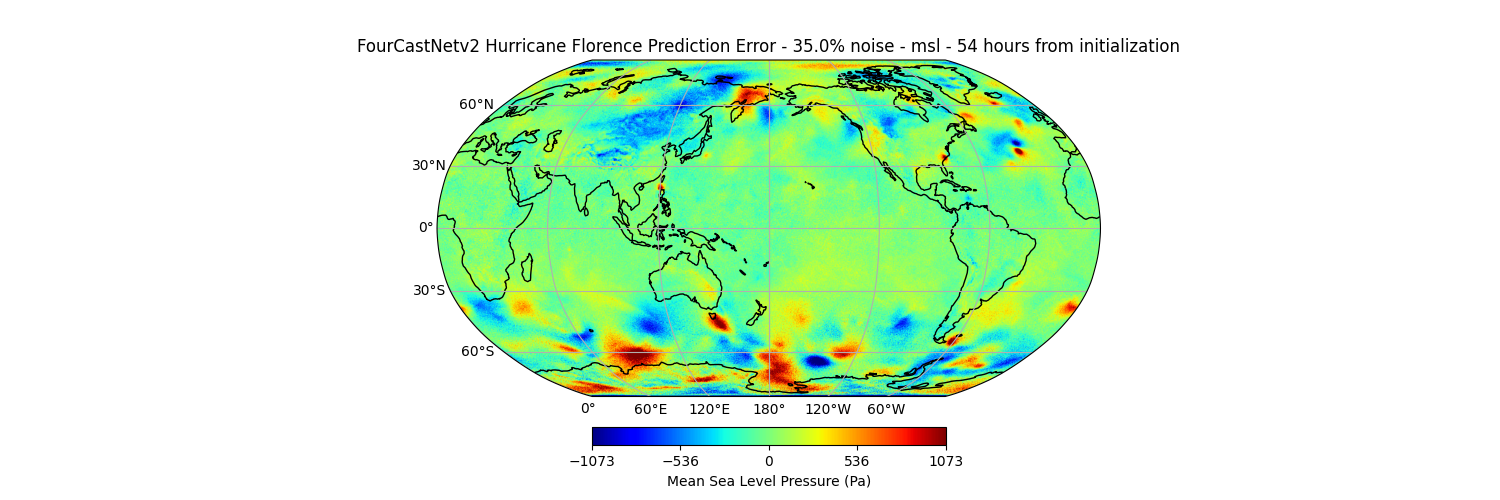 FourCastNetv2 Hurricane Florence Prediction Error - 35.0% noise - msl - 54 hours from initialization
60°N
30°N
0°
30°S
60°S
0° 60°E 120°E 180° 120°W 60°W
−1073 −536 0 536 1073
Mean Sea Level Pressure (Pa)